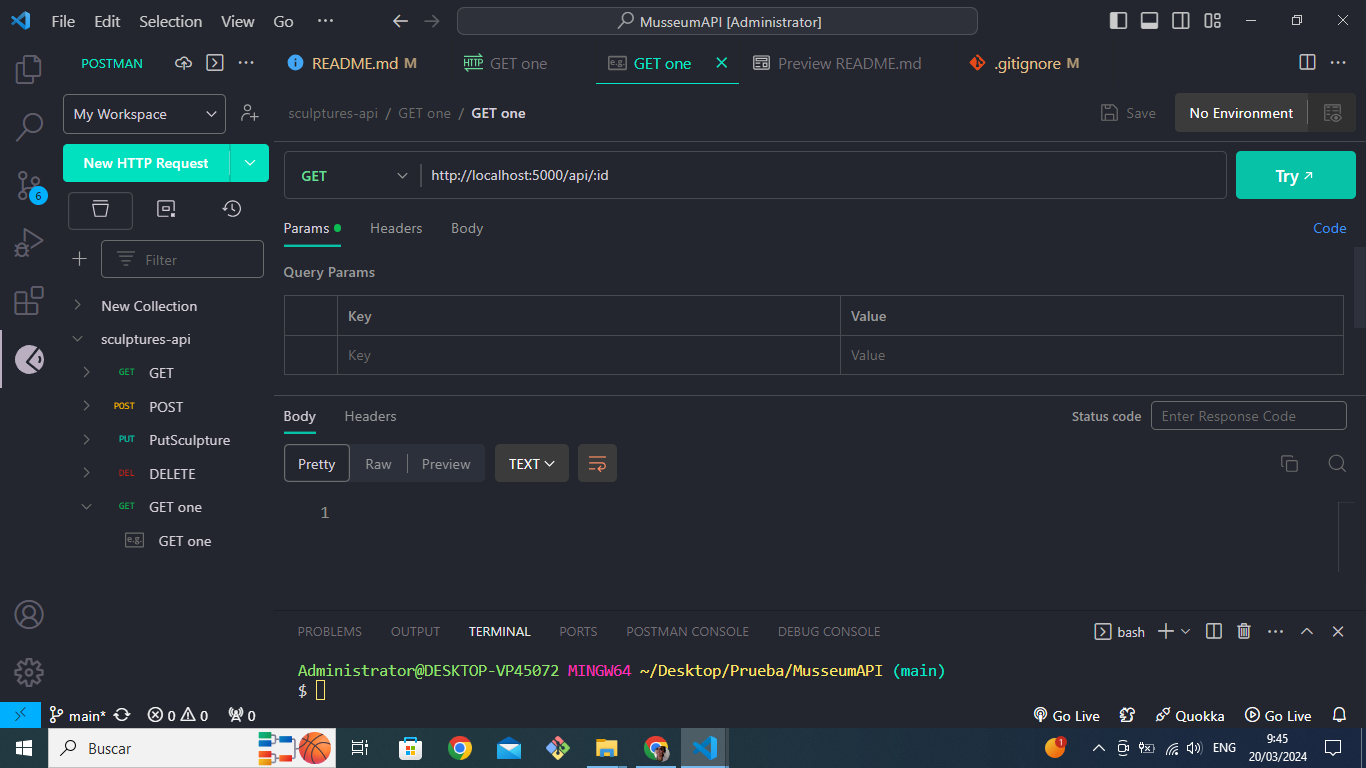 File Edit Selection View Go ··· MusseumAPI [Administrator]
POSTMAN ··· README.md M GET one GET one Preview README.md .gitignore M ···
My Workspace sculptures-api / GET one / GET one Save No Environment
New HTTP Request GET http://localhost:5000/api/:id Try
Params Headers Body Code
Filter Query Params
New Collection Key Value
sculptures-api Key Value
GET GET
POST POST Body Headers Status code Enter Response Code
PUT PutSculpture
DEL DELETE Pretty Raw Preview TEXT
GET GET one 1
e.g. GET one
PROBLEMS OUTPUT TERMINAL PORTS POSTMAN CONSOLE DEBUG CONSOLE bash ···
Administrator@DESKTOP-VP45072 MINGW64 ~/Desktop/Prueba/MusseumAPI (main)
$
6
main* 0 0 0 Go Live Quokka Go Live
Buscar 1 ENG 9:45
20/03/2024